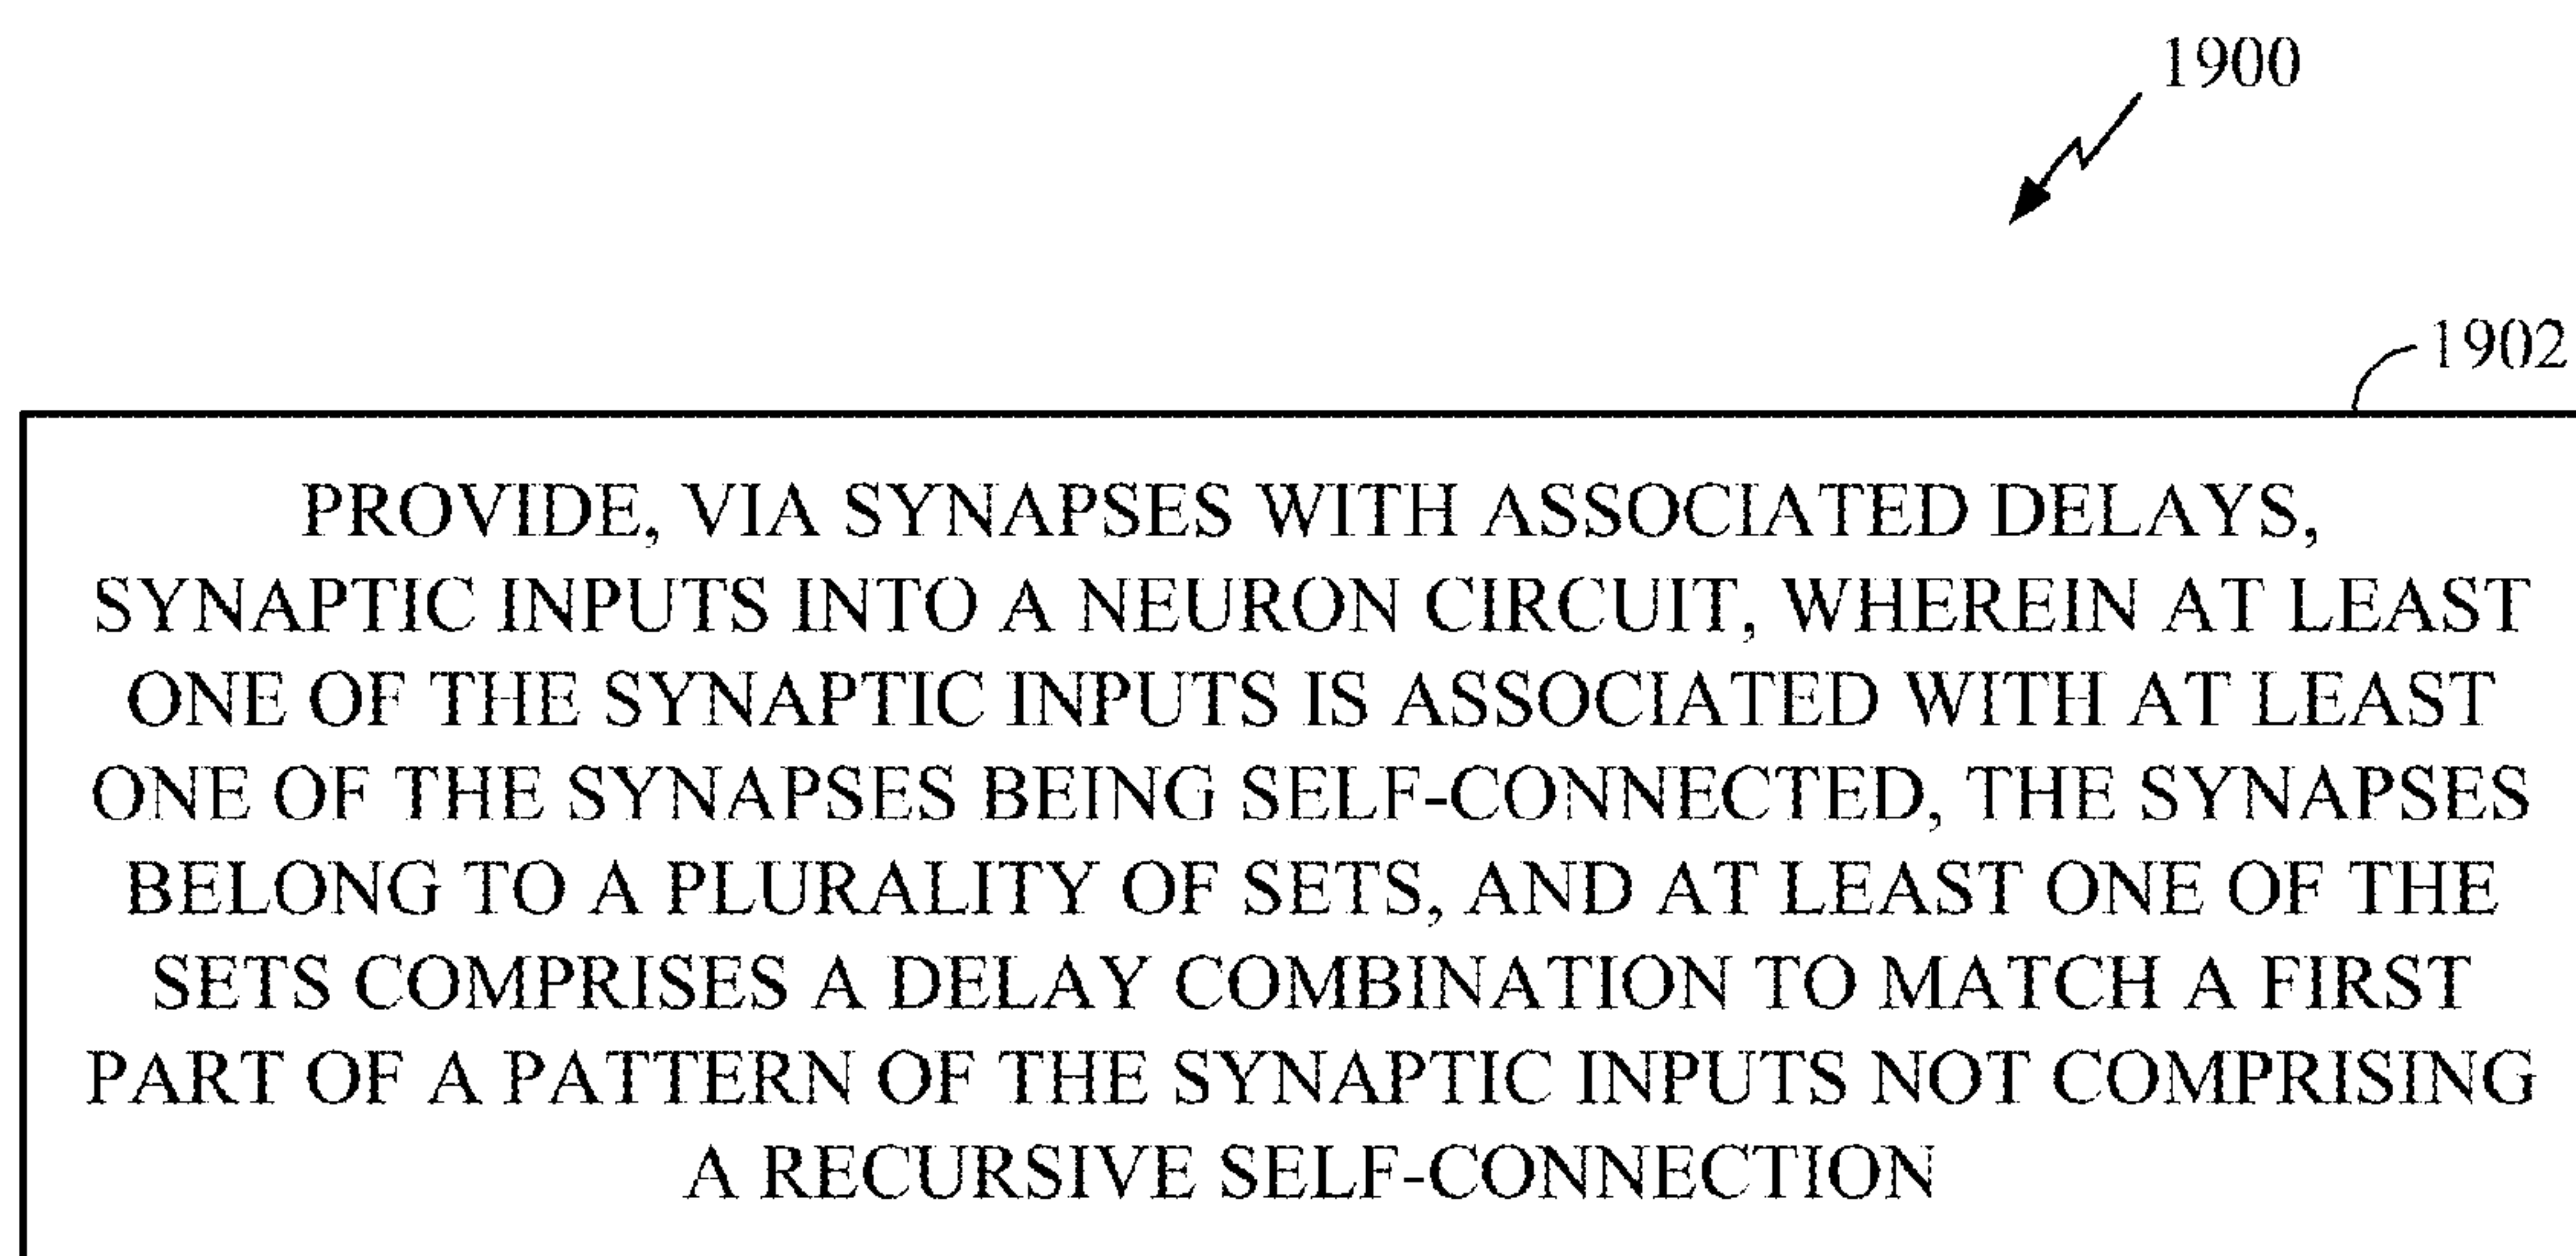 1900
1902
PROVIDE, VIA SYNAPSES WITH ASSOCIATED DELAYS,
SYNAPTIC INPUTS INTO A NEURON CIRCUIT, WHEREIN AT LEAST
ONE OF THE SYNAPTIC INPUTS IS ASSOCIATED WITH AT LEAST
ONE OF THE SYNAPSES BEING SELF-CONNECTED, THE SYNAPSES
BELONG TO A PLURALITY OF SETS, AND AT LEAST ONE OF THE
SETS COMPRISES A DELAY COMBINATION TO MATCH A FIRST
PART OF A PATTERN OF THE SYNAPTIC INPUTS NOT COMPRISING
A RECURSIVE SELF-CONNECTION